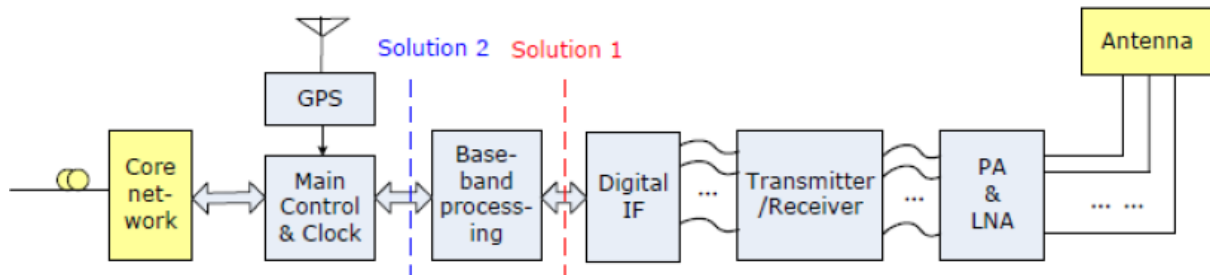 Solution 2
Solution 1
Antenna
GPS
Core
net-
work
Main
Control
& Clock
Base-
band
process-
ing
Digital
IF
...
Transmitter
/Receiver
...
PA
&
LNA
... ...